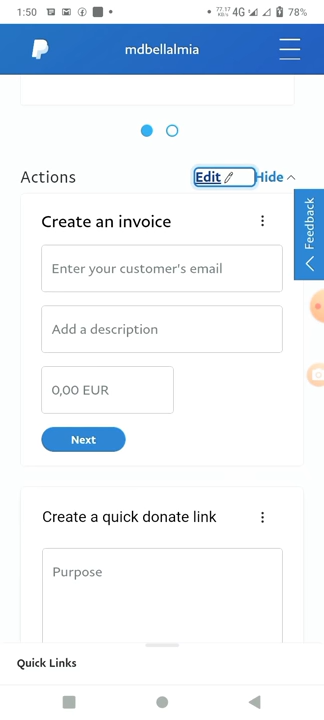 1:50
77.17 KB/s 4G 78%
mdbellalmia
Actions
Edit Hide
Feedback
Create an invoice
Enter your customer's email
Add a description
0,00 EUR
Next
Create a quick donate link
Purpose
Quick Links